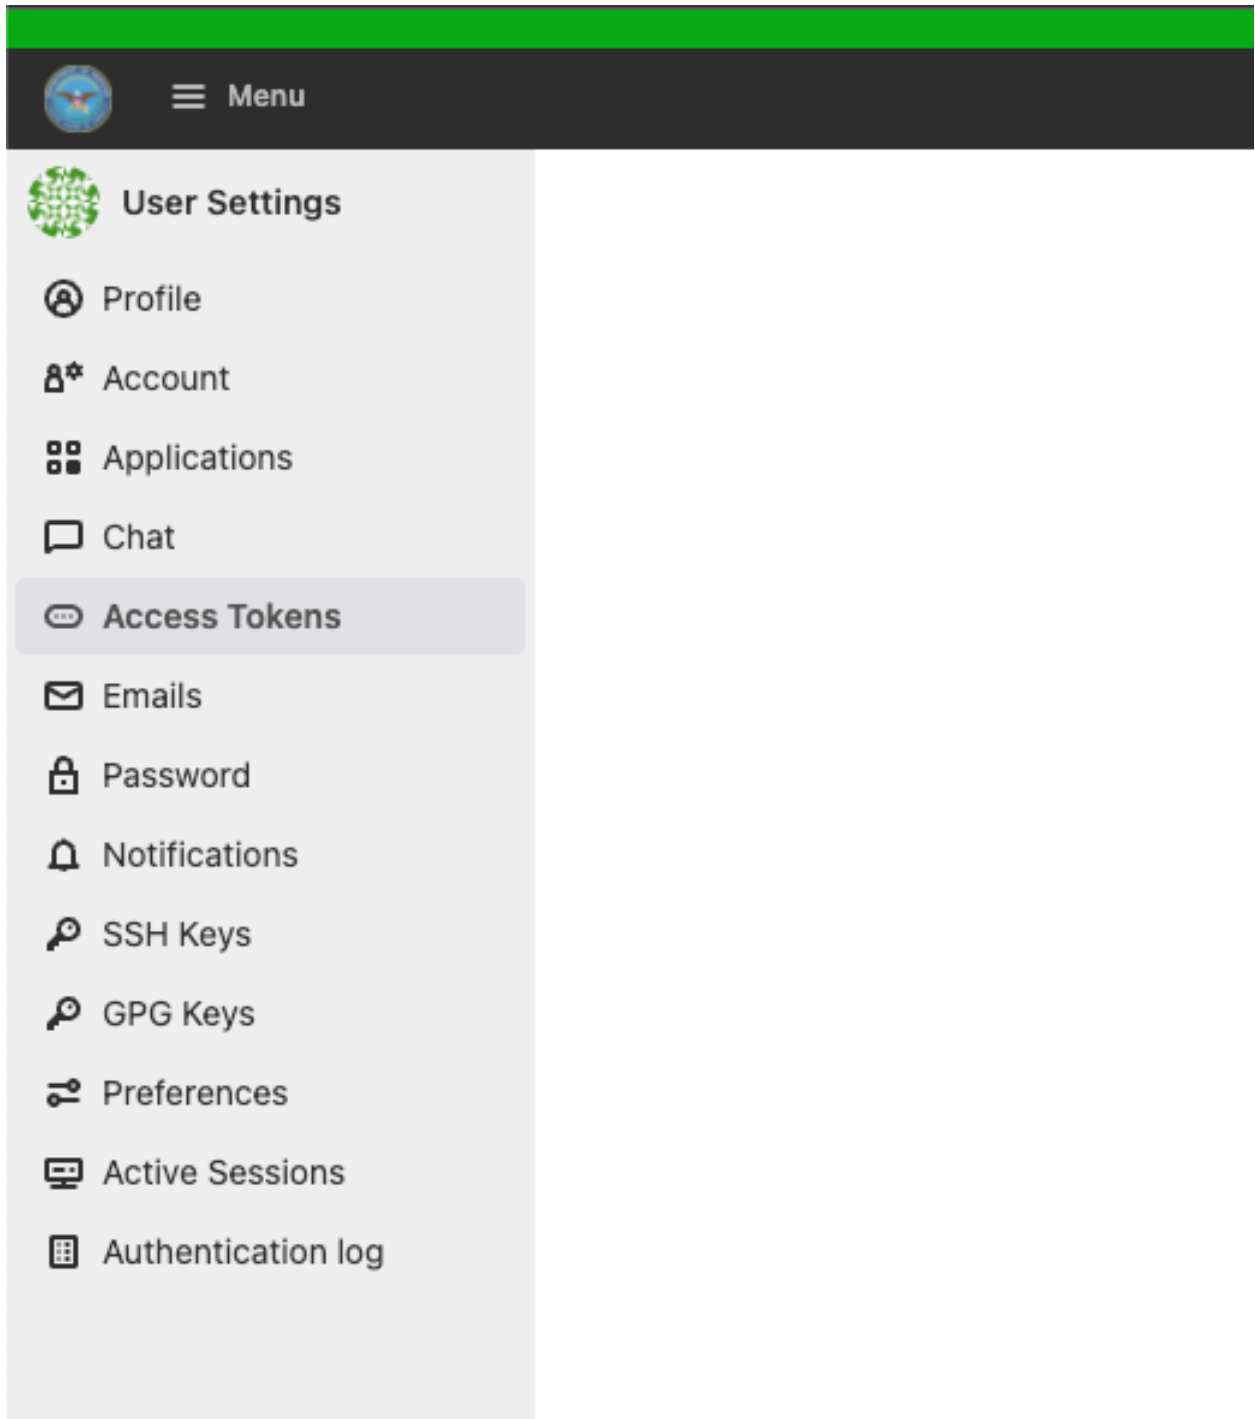 Menu
User Settings
Profile
Account
Applications
Chat
Access Tokens
Emails
Password
Notifications
SSH Keys
GPG Keys
Preferences
Active Sessions
Authentication log